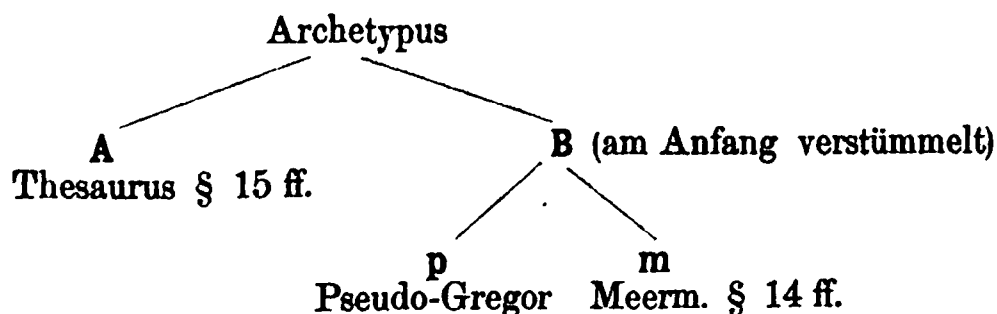 Archetypus
A
B (am Anfang verstümmelt)
Thesaurus § 15 ff.
p
m
Pseudo-Gregor
Meerm. § 14 ff.